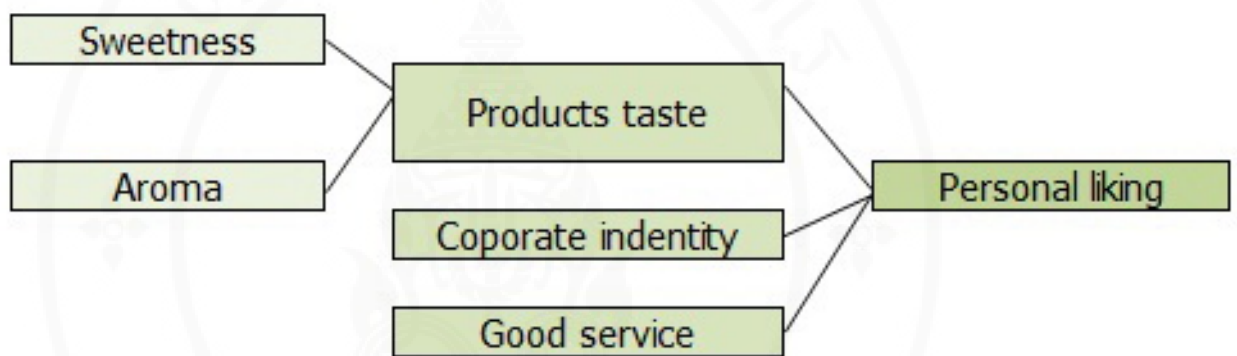 Sweetness
Products taste
Aroma
Personal liking
Coporate indentity
Good service